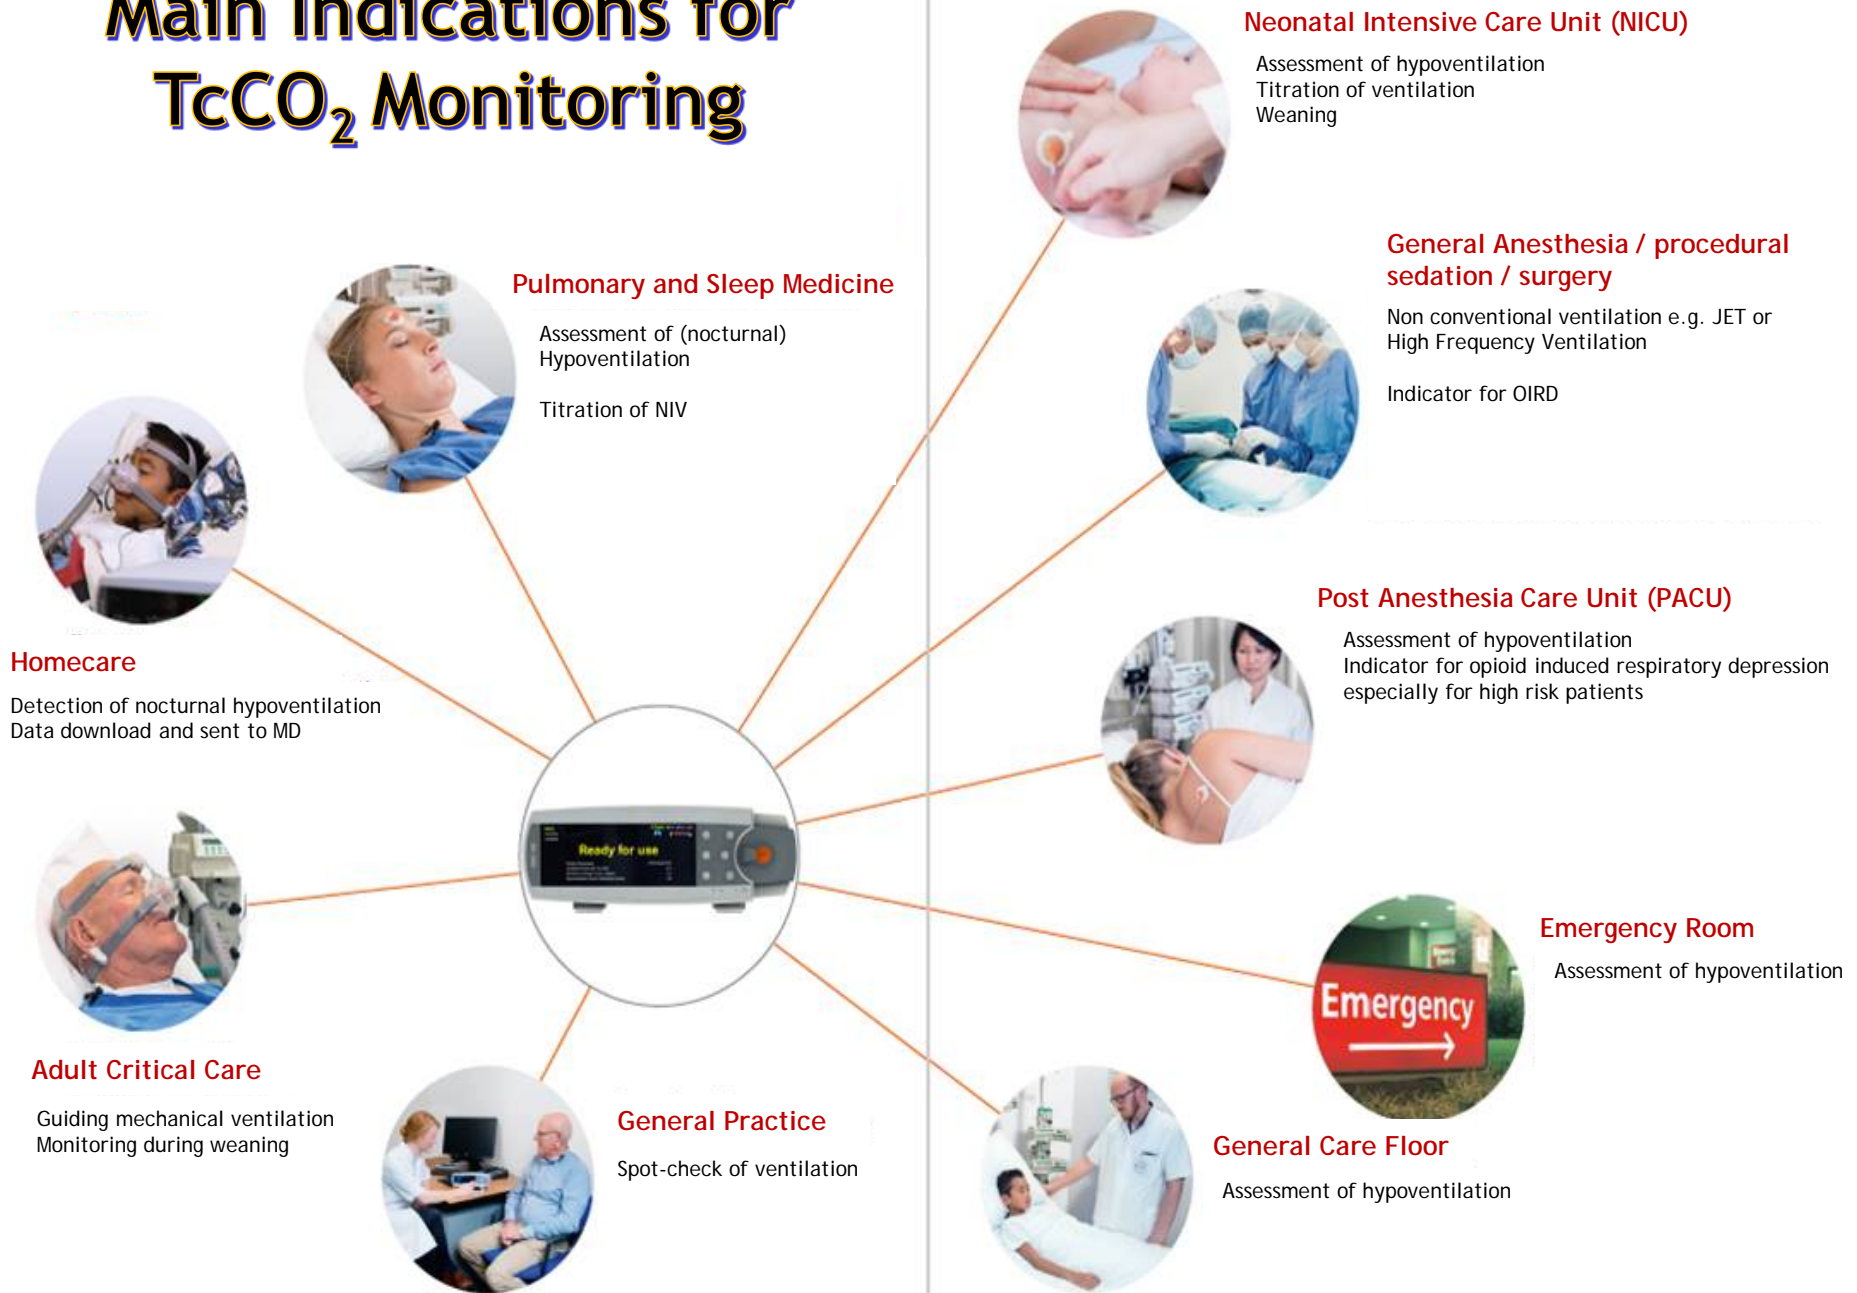 Main Indications for
TcCO₂ Monitoring
Neonatal Intensive Care Unit (NICU)
Assessment of hypoventilation
Titration of ventilation
Weaning
General Anesthesia / procedural
sedation / surgery
Non conventional ventilation e.g. JET or
High Frequency Ventilation
Indicator for OIRD
Pulmonary and Sleep Medicine
Assessment of (nocturnal)
Hypoventilation
Titration of NIV
Post Anesthesia Care Unit (PACU)
Assessment of hypoventilation
Indicator for opioid induced respiratory depression
especially for high risk patients
Homecare
Detection of nocturnal hypoventilation
Data download and sent to MD
Ready for use
Emergency Room
Assessment of hypoventilation
Emergency
Adult Critical Care
Guiding mechanical ventilation
Monitoring during weaning
General Practice
Spot-check of ventilation
General Care Floor
Assessment of hypoventilation